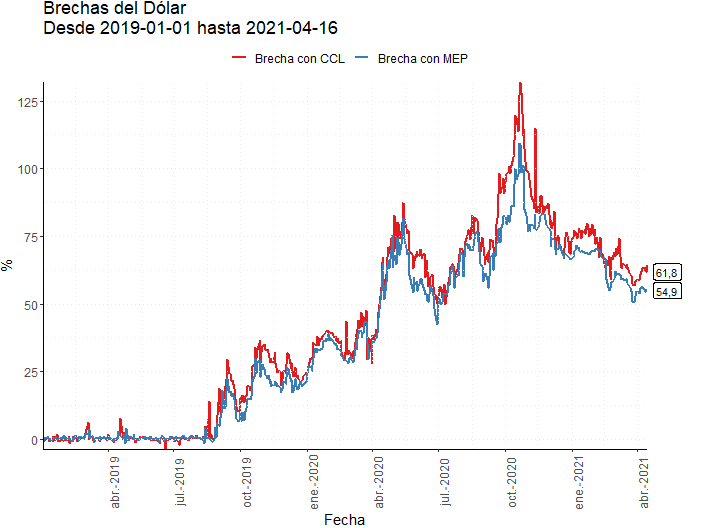 Brechas del Dólar
Desde 2019-01-01 hasta 2021-04-16
Brecha con CCL Brecha con MEP
%
125
100
75
50
25
0
61,8
54,9
abr.-2019 jul.-2019 oct.-2019 ene.-2020 abr.-2020 jul.-2020 oct.-2020 ene.-2021 abr.-2021
Fecha